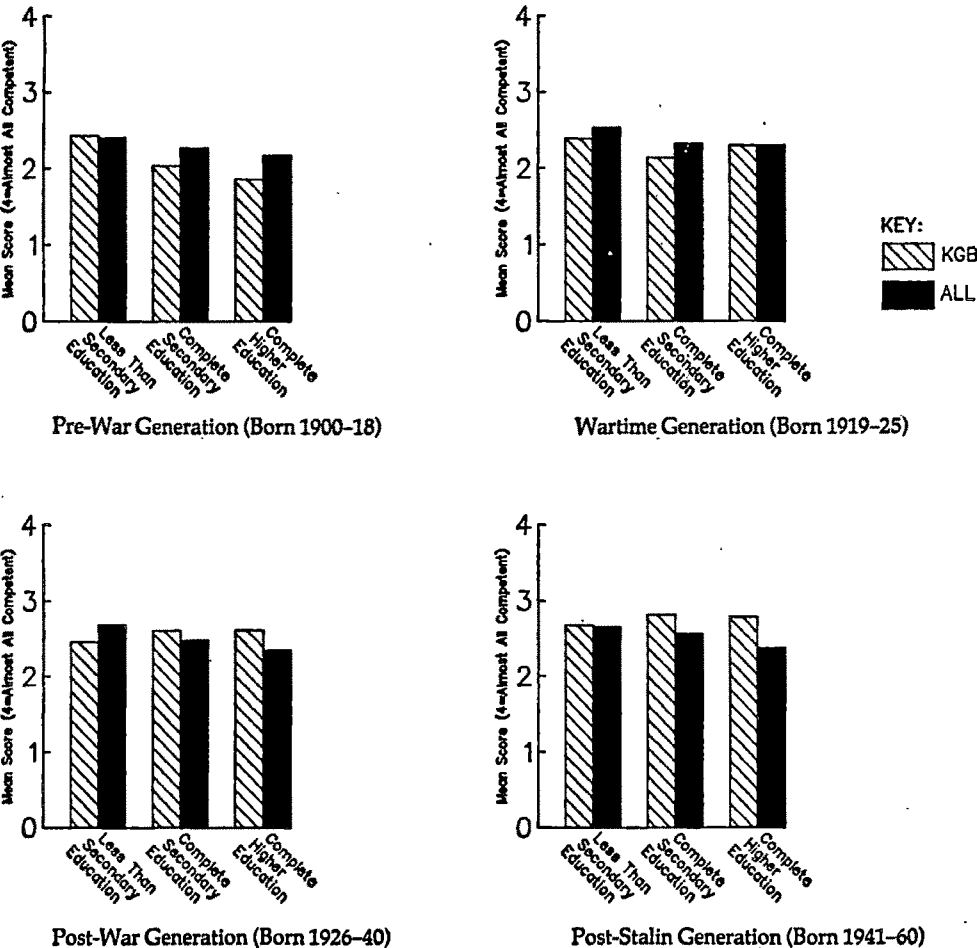 Mean Score (4=Almost All Competent)
4
3
2
1
0
Less Than
Secondary
Education
Complete
Secondary
Education
Complete
Higher
Education
Pre-War Generation (Born 1900–18)
Mean Score (4=Almost All Competent)
4
3
2
1
0
Less Than
Secondary
Education
Complete
Secondary
Education
Complete
Higher
Education
Wartime Generation (Born 1919–25)
KEY:
KGB
ALL
Mean Score (4=Almost All Competent)
4
3
2
1
0
Less Than
Secondary
Education
Complete
Secondary
Education
Complete
Higher
Education
Post-War Generation (Born 1926–40)
Mean Score (4=Almost All Competent)
4
3
2
1
0
Less Than
Secondary
Education
Complete
Secondary
Education
Complete
Higher
Education
Post-Stalin Generation (Born 1941–60)